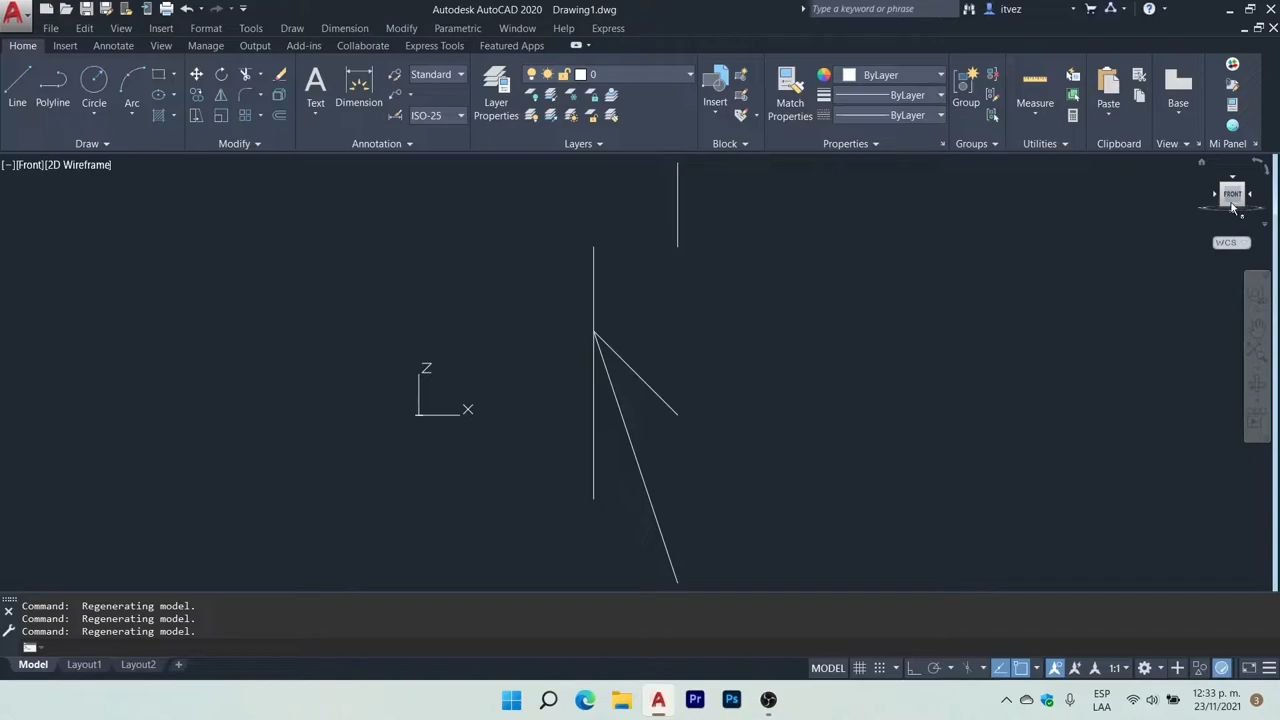 Autodesk AutoCAD 2020 Drawing1.dwg
Type a keyword or phrase
itvez
File Edit View Insert Format Tools Draw Dimension Modify Parametric Window Help Express
Home Insert Annotate View Manage Output Add-ins Collaborate Express Tools Featured Apps
Standard
0
ByLayer
ByLayer
Line Polyline Circle Arc Text Dimension Layer Properties Insert Match Properties Group Measure Paste Base
ISO-25
ByLayer
Draw Modify Annotation Layers Block Properties Groups Utilities Clipboard View Mi Panel
[−][Front][2D Wireframe]
FRONT
WCS
Z
X
Command: Regenerating model.
Command: Regenerating model.
Command: Regenerating model.
Model Layout1 Layout2 +
MODEL 1:1
ESP
LAA
12:33 p. m.
23/11/2021
3